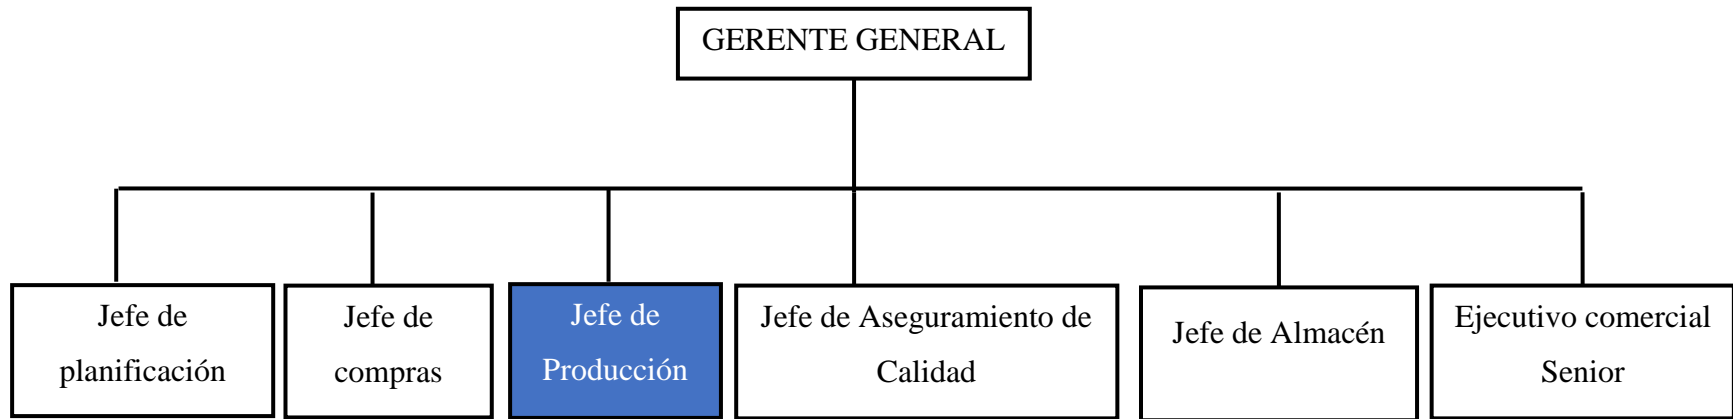 GERENTE GENERAL
Jefe de
planificación
Jefe de
compras
Jefe de
Producción
Jefe de Aseguramiento de
Calidad
Jefe de Almacén
Ejecutivo comercial
Senior